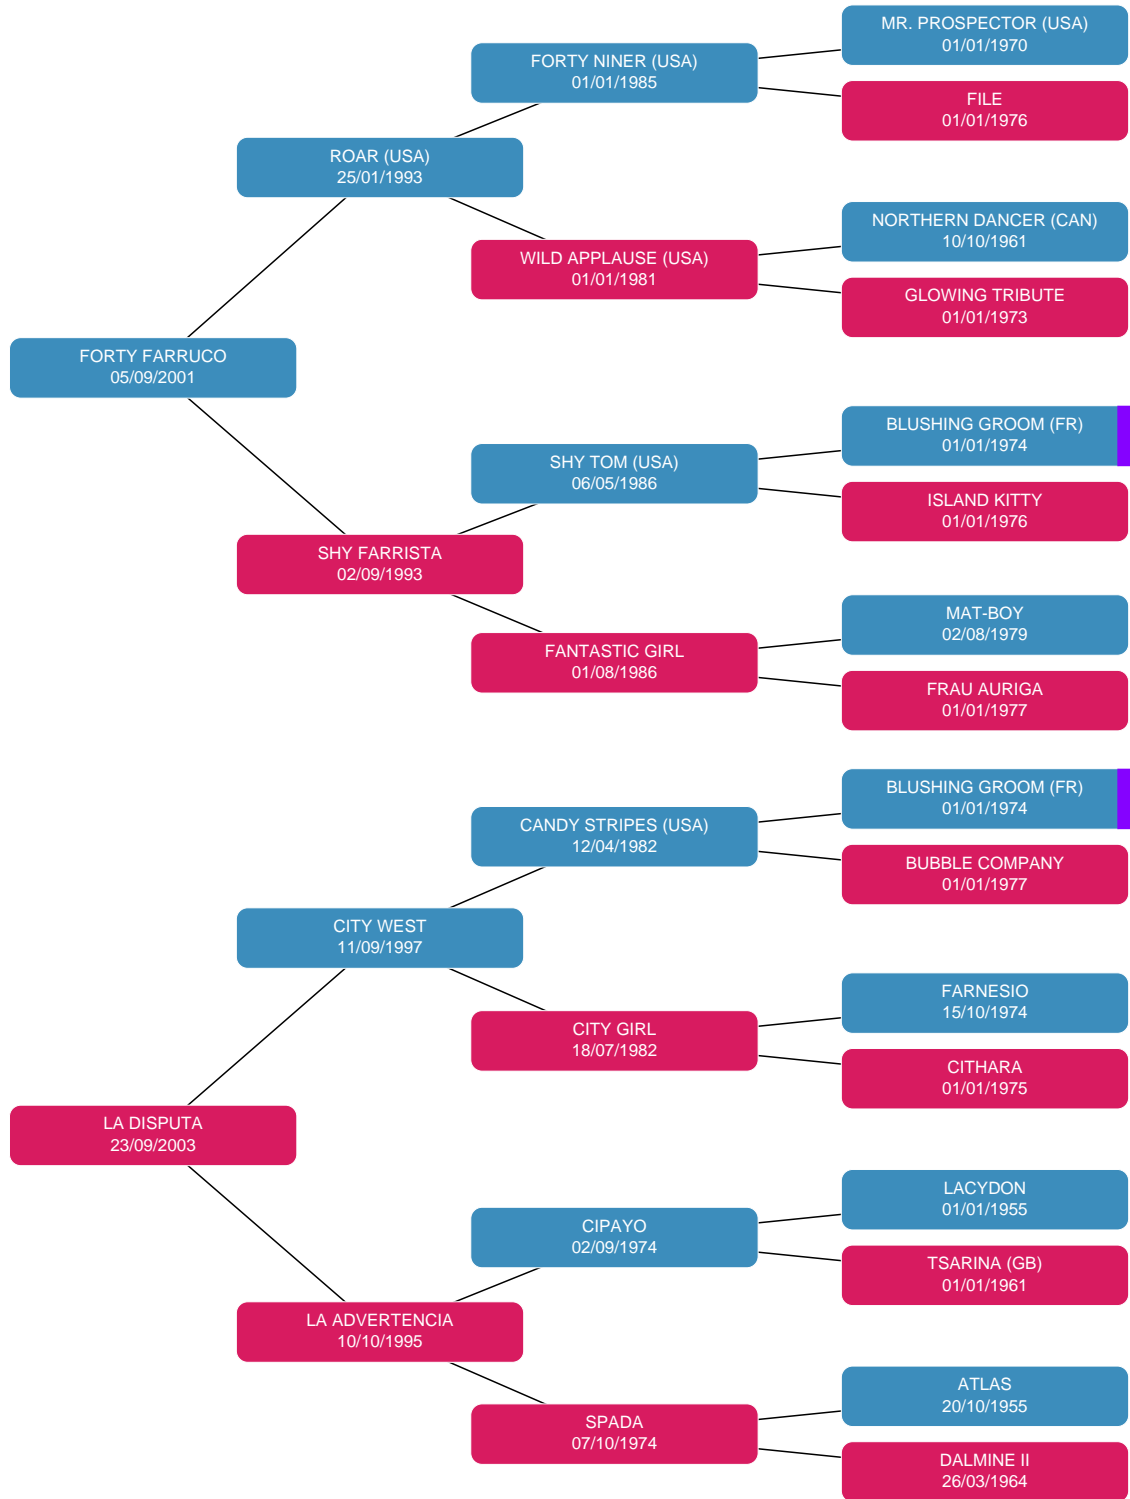 MR. PROSPECTOR (USA)
01/01/1970
FORTY NINER (USA)
01/01/1985
FILE
01/01/1976
ROAR (USA)
25/01/1993
NORTHERN DANCER (CAN)
10/10/1961
WILD APPLAUSE (USA)
01/01/1981
GLOWING TRIBUTE
01/01/1973
FORTY FARRUCO
05/09/2001
BLUSHING GROOM (FR)
01/01/1974
SHY TOM (USA)
06/05/1986
ISLAND KITTY
01/01/1976
SHY FARRISTA
02/09/1993
MAT-BOY
02/08/1979
FANTASTIC GIRL
01/08/1986
FRAU AURIGA
01/01/1977
BLUSHING GROOM (FR)
01/01/1974
CANDY STRIPES (USA)
12/04/1982
BUBBLE COMPANY
01/01/1977
CITY WEST
11/09/1997
FARNESIO
15/10/1974
CITY GIRL
18/07/1982
CITHARA
01/01/1975
LA DISPUTA
23/09/2003
LACYDON
01/01/1955
CIPAYO
02/09/1974
TSARINA (GB)
01/01/1961
LA ADVERTENCIA
10/10/1995
ATLAS
20/10/1955
SPADA
07/10/1974
DALMINE II
26/03/1964